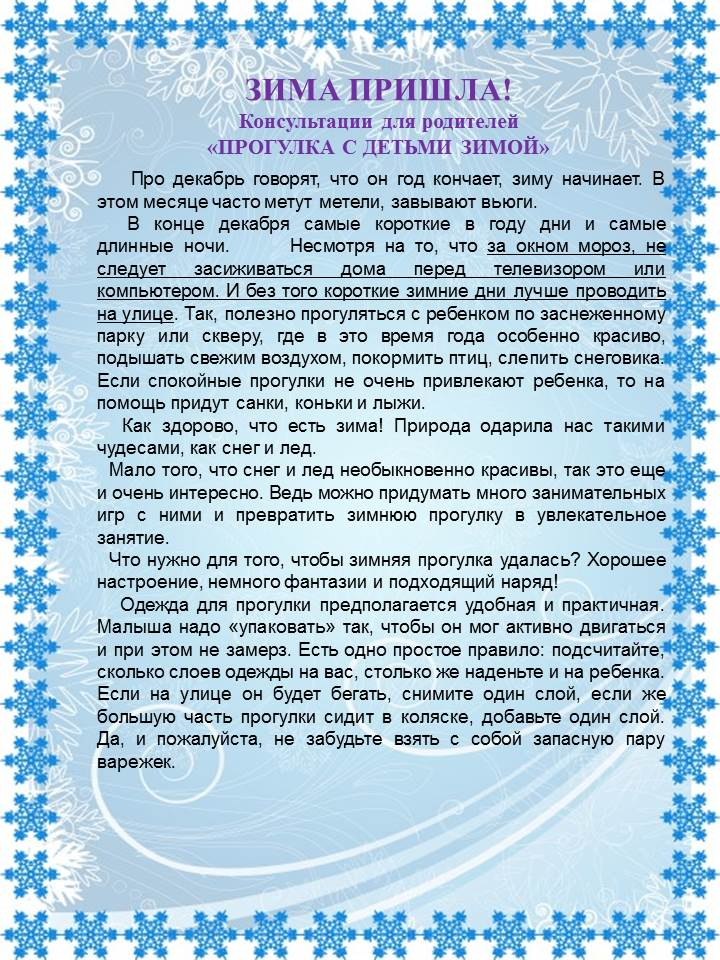 ЗИМА ПРИШЛА!
Консультации для родителей
«ПРОГУЛКА С ДЕТЬМИ ЗИМОЙ»
Про декабрь говорят, что он год кончает, зиму начинает. В
этом месяце часто метут метели, завывают вьюги.
В конце декабря самые короткие в году дни и самые
длинные ночи. Несмотря на то, что за окном мороз, не
следует засиживаться дома перед телевизором или
компьютером. И без того короткие зимние дни лучше проводить
на улице. Так, полезно прогуляться с ребенком по заснеженному
парку или скверу, где в это время года особенно красиво,
подышать свежим воздухом, покормить птиц, слепить снеговика.
Если спокойные прогулки не очень привлекают ребенка, то на
помощь придут санки, коньки и лыжи.
Как здорово, что есть зима! Природа одарила нас такими
чудесами, как снег и лед.
Мало того, что снег и лед необыкновенно красивы, так это еще
и очень интересно. Ведь можно придумать много занимательных
игр с ними и превратить зимнюю прогулку в увлекательное
занятие.
Что нужно для того, чтобы зимняя прогулка удалась? Хорошее
настроение, немного фантазии и подходящий наряд!
Одежда для прогулки предполагается удобная и практичная.
Малыша надо «упаковать» так, чтобы он мог активно двигаться
и при этом не замерз. Есть одно простое правило: подсчитайте,
сколько слоев одежды на вас, столько же наденьте и на ребенка.
Если на улице он будет бегать, снимите один слой, если же
большую часть прогулки сидит в коляске, добавьте один слой.
Да, и пожалуйста, не забудьте взять с собой запасную пару
варежек.